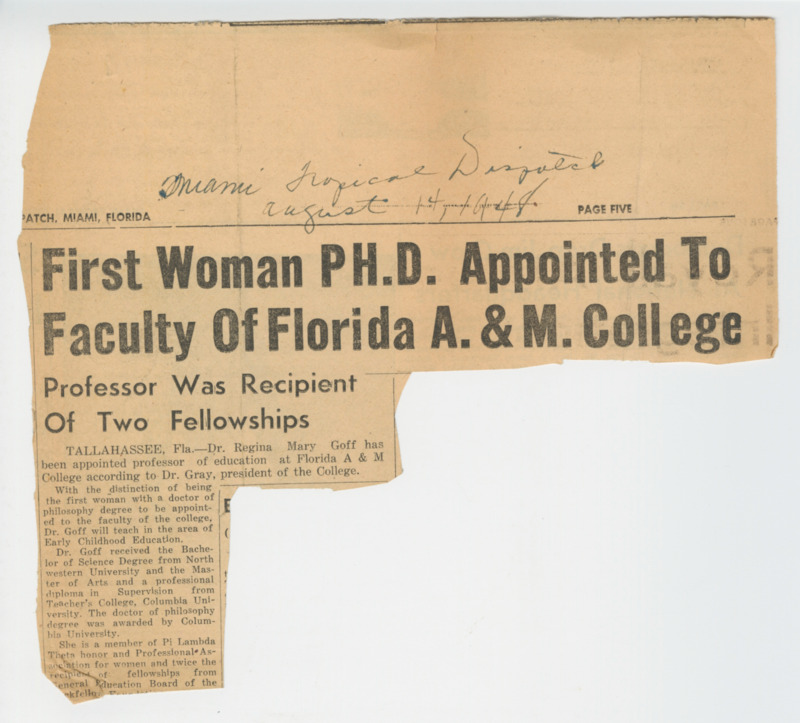 Miami Tropical Dispatch
August 14, 1948
PATCH, MIAMI, FLORIDA
PAGE FIVE
First Woman PH.D. Appointed To
Faculty Of Florida A. & M. College
Professor Was Recipient
Of Two Fellowships
TALLAHASSEE, Fla.—Dr. Regina Mary Goff has
been appointed professor of education at Florida A & M
College according to Dr. Gray, president of the College.
With the distinction of being
the first woman with a doctor of
philosophy degree to be appoint-
ed to the faculty of the college,
Dr. Goff will teach in the area of
Early Childhood Education.
Dr. Goff received the Bache-
lor of Science Degree from North
western University and the Mas-
ter of Arts and a professional
diploma in Supervision from
Teacher's College, Columbia Uni-
versity. The doctor of philosophy
degree was awarded by Colum-
bia University.
She is a member of Pi Lambda
Theta honor and Professional As-
sociation for women and twice the
recipient of fellowships from
General Education Board of the